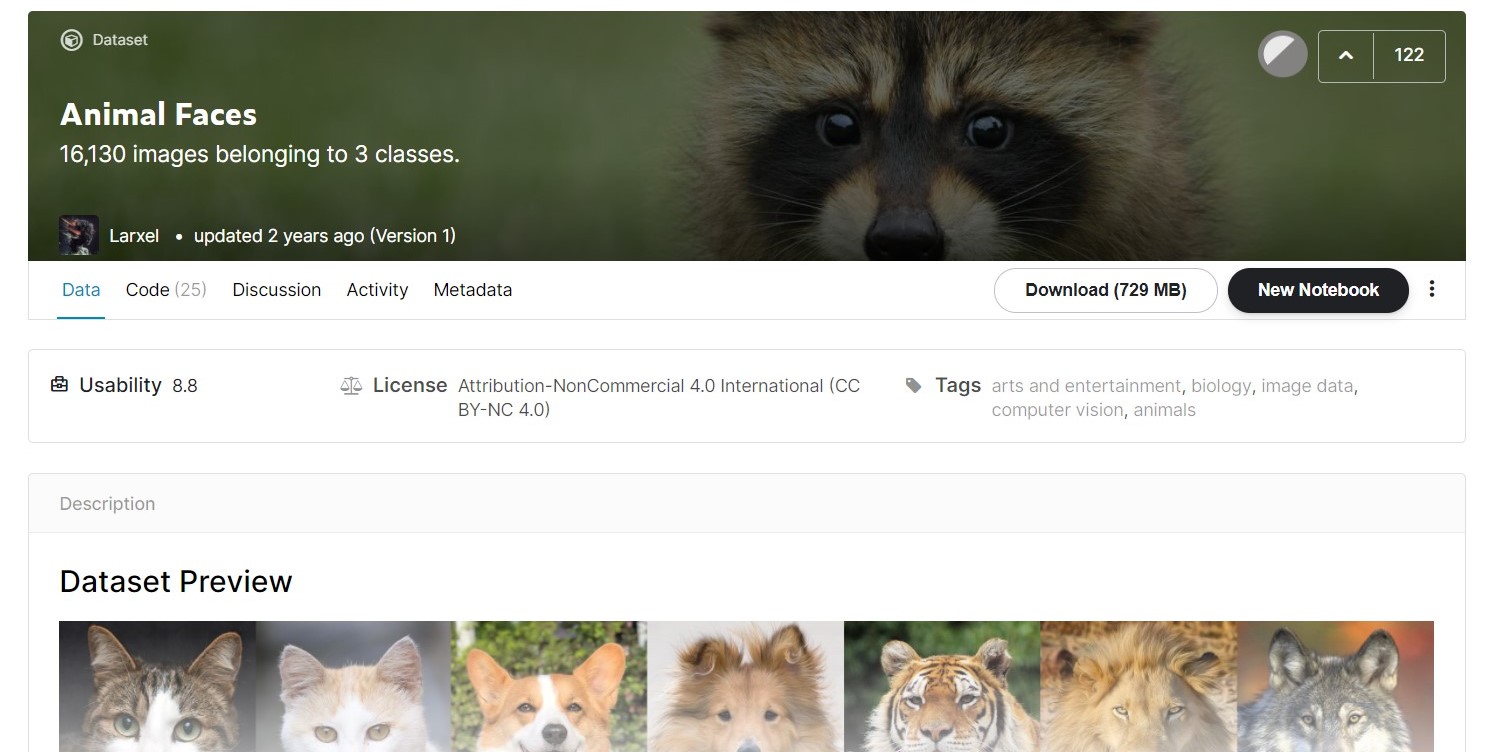 Dataset
122
Animal Faces
16,130 images belonging to 3 classes.
Larxel • updated 2 years ago (Version 1)
Data Code (25) Discussion Activity Metadata Download (729 MB) New Notebook
Usability 8.8 License Attribution-NonCommercial 4.0 International (CC Tags arts and entertainment, biology, image data,
BY-NC 4.0) computer vision, animals
Description
Dataset Preview